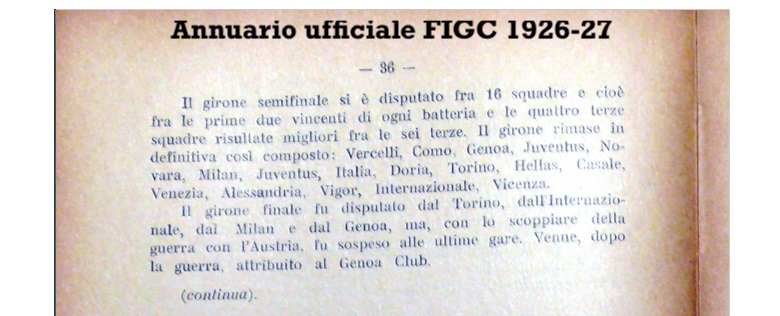 Annuario ufficiale FIGC 1926-27
— 36 —
Il girone semifinale si è disputato fra 16 squadre e cioè
fra le prime due vincenti di ogni batteria e le quattro terze
squadre risultate migliori fra le sei terze. Il girone rimase in
definitiva così composto: Vercelli, Como, Genoa, Juventus, No-
vara, Milan, Juventus, Italia, Doria, Torino, Hellas, Casale,
Venezia, Alessandria, Vigor, Internazionale, Vicenza.
Il girone finale fu disputato dal Torino, dall'Internazio-
nale, dal Milan e dal Genoa, ma, con lo scoppiare della
guerra con l'Austria, fu sospeso alle ultime gare. Venne, dopo
la guerra, attribuito al Genoa Club.
(continua).